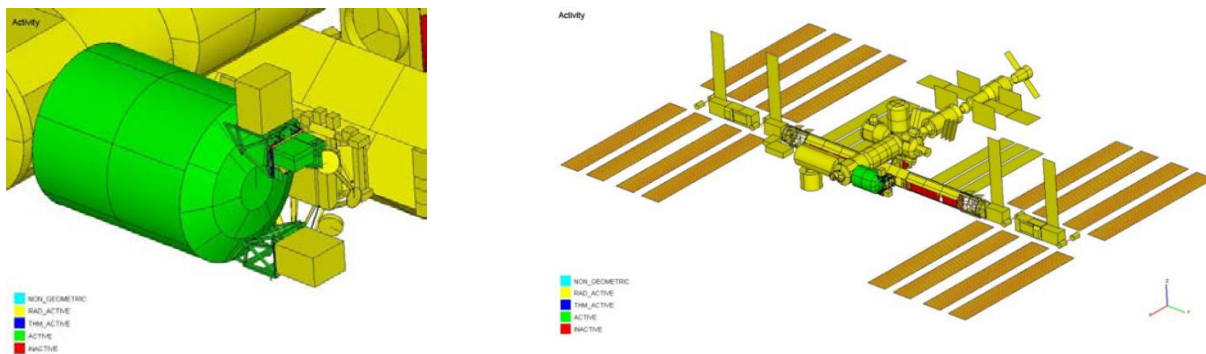 Activity
NON_GEOMETRIC
RAD_ACTIVE
THM_ACTIVE
ACTIVE
INACTIVE
Activity
NON_GEOMETRIC
RAD_ACTIVE
THM_ACTIVE
ACTIVE
INACTIVE
Z